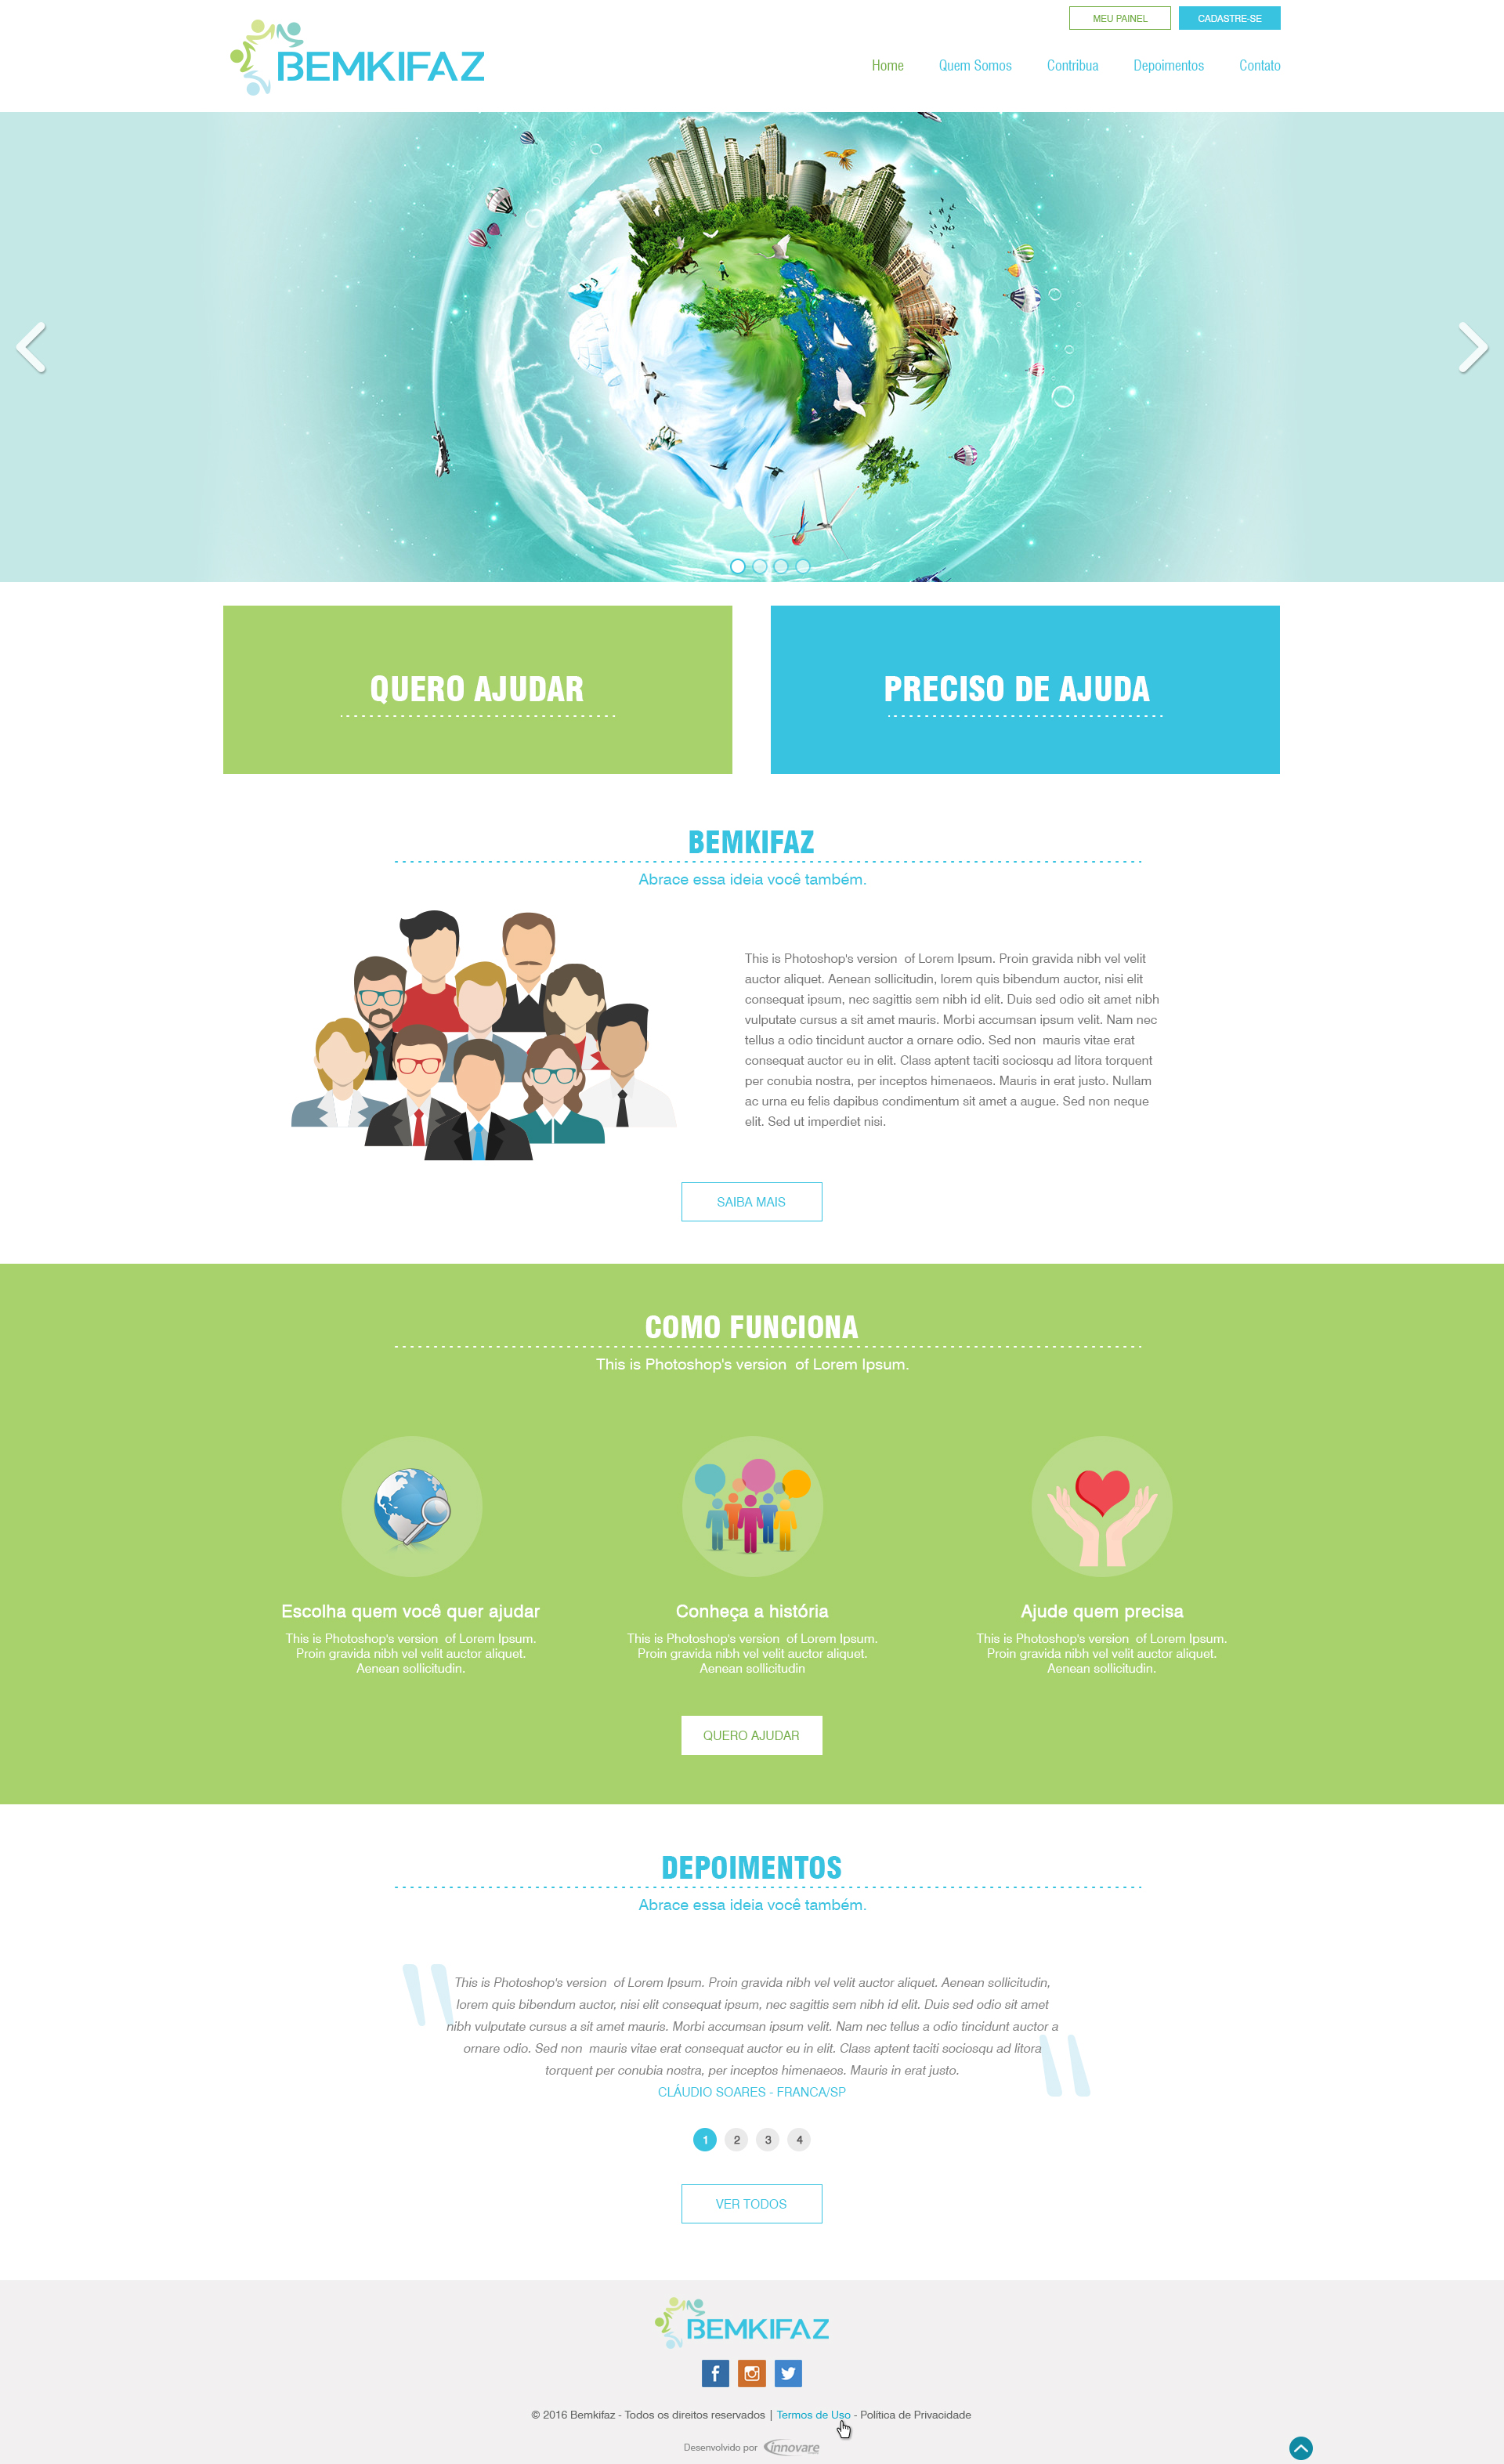 MEU PAINEL
CADASTRE-SE
BEMKIFAZ
Home
Quem Somos
Contribua
Depoimentos
Contato
QUERO AJUDAR
PRECISO DE AJUDA
BEMKIFAZ
Abrace essa ideia você também.
This is Photoshop's version of Lorem Ipsum. Proin gravida nibh vel velit
auctor aliquet. Aenean sollicitudin, lorem quis bibendum auctor, nisi elit
consequat ipsum, nec sagittis sem nibh id elit. Duis sed odio sit amet nibh
vulputate cursus a sit amet mauris. Morbi accumsan ipsum velit. Nam nec
tellus a odio tincidunt auctor a ornare odio. Sed non mauris vitae erat
consequat auctor eu in elit. Class aptent taciti sociosqu ad litora torquent
per conubia nostra, per inceptos himenaeos. Mauris in erat justo. Nullam
ac urna eu felis dapibus condimentum sit amet a augue. Sed non neque
elit. Sed ut imperdiet nisi.
SAIBA MAIS
COMO FUNCIONA
This is Photoshop's version of Lorem Ipsum.
Escolha quem você quer ajudar
This is Photoshop's version of Lorem Ipsum.
Proin gravida nibh vel velit auctor aliquet.
Aenean sollicitudin.
Conheça a história
This is Photoshop's version of Lorem Ipsum.
Proin gravida nibh vel velit auctor aliquet.
Aenean sollicitudin
Ajude quem precisa
This is Photoshop's version of Lorem Ipsum.
Proin gravida nibh vel velit auctor aliquet.
Aenean sollicitudin.
QUERO AJUDAR
DEPOIMENTOS
Abrace essa ideia você também.
This is Photoshop's version of Lorem Ipsum. Proin gravida nibh vel velit auctor aliquet. Aenean sollicitudin,
lorem quis bibendum auctor, nisi elit consequat ipsum, nec sagittis sem nibh id elit. Duis sed odio sit amet
nibh vulputate cursus a sit amet mauris. Morbi accumsan ipsum velit. Nam nec tellus a odio tincidunt auctor a
ornare odio. Sed non mauris vitae erat consequat auctor eu in elit. Class aptent taciti sociosqu ad litora
torquent per conubia nostra, per inceptos himenaeos. Mauris in erat justo.
CLÁUDIO SOARES - FRANCA/SP
1 2 3 4
VER TODOS
BEMKIFAZ
© 2016 Bemkifaz - Todos os direitos reservados | Termos de Uso - Política de Privacidade
Desenvolvido por innovare